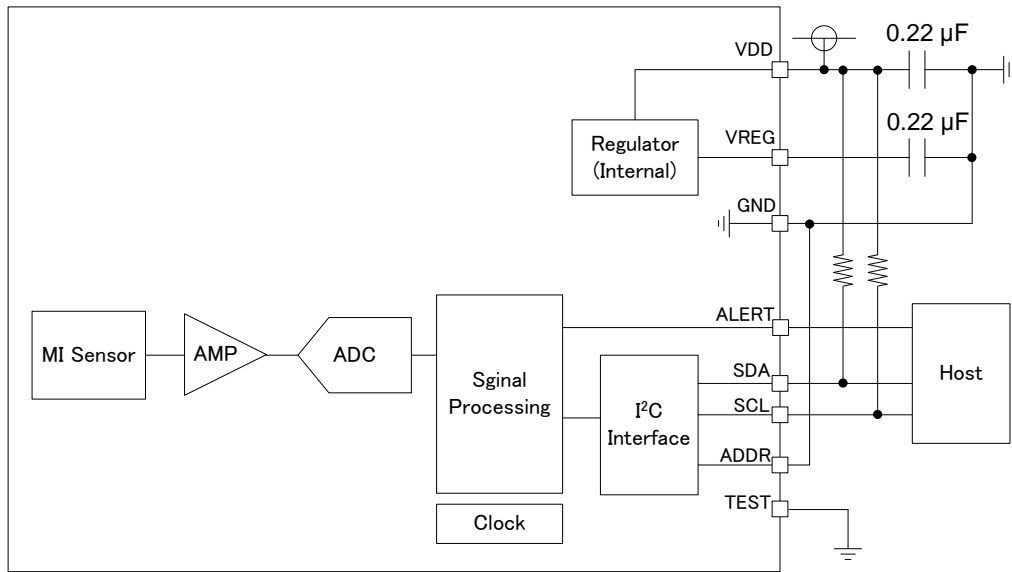 VDD
0.22 µF
VREG
0.22 µF
Regulator
(Internal)
GND
ALERT
MI Sensor
AMP
ADC
Sginal
Processing
SDA
SCL
I²C
Interface
ADDR
Host
TEST
Clock